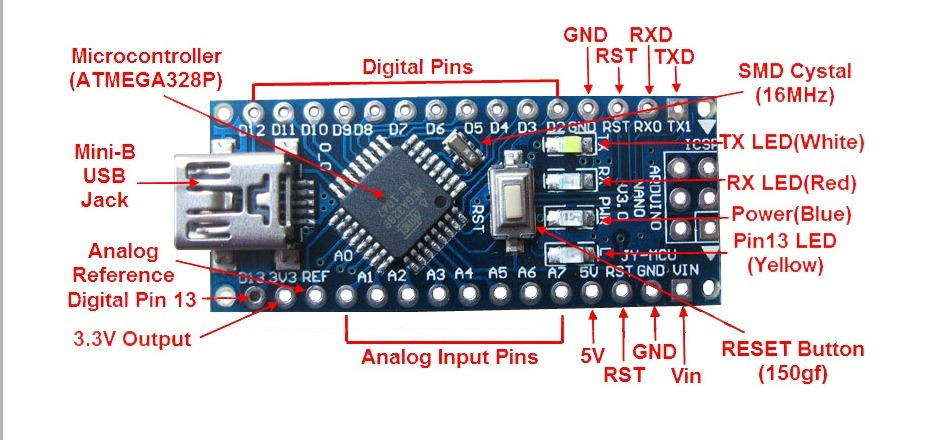 Microcontroller
(ATMEGA328P)
Digital Pins
GND
RST
RXD
TXD
SMD Cystal
(16MHz)
D12 D11 D10 D9 D8 D7 D6 D5 D4 D3 D2 GND RST RX0 TX1
ICSP
TX LED(White)
Mini-B
USB
Jack
RX LED(Red)
ARDUINO
NANO
V3.0
RST
PWR
Power(Blue)
Pin13 LED
(Yellow)
JY-MCU
Analog
Reference
Digital Pin 13
3.3V Output
D13 3V3 REF A0 A1 A2 A3 A4 A5 A6 A7 5V RST GND VIN
Analog Input Pins
5V
RST
GND
Vin
RESET Button
(150gf)